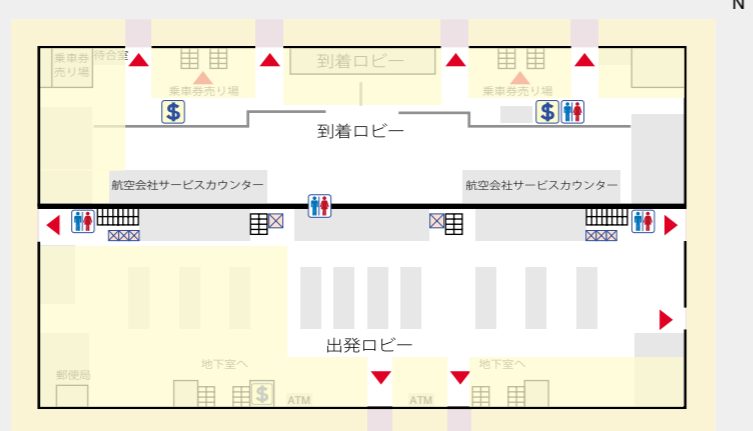 N
乗車券
売り場
待合室
到着ロビー
乗車券売り場
乗車券売り場
$
$
到着ロビー
航空会社サービスカウンター
航空会社サービスカウンター
出発ロビー
地下室へ
地下室へ
郵便局
$
ATM
ATM